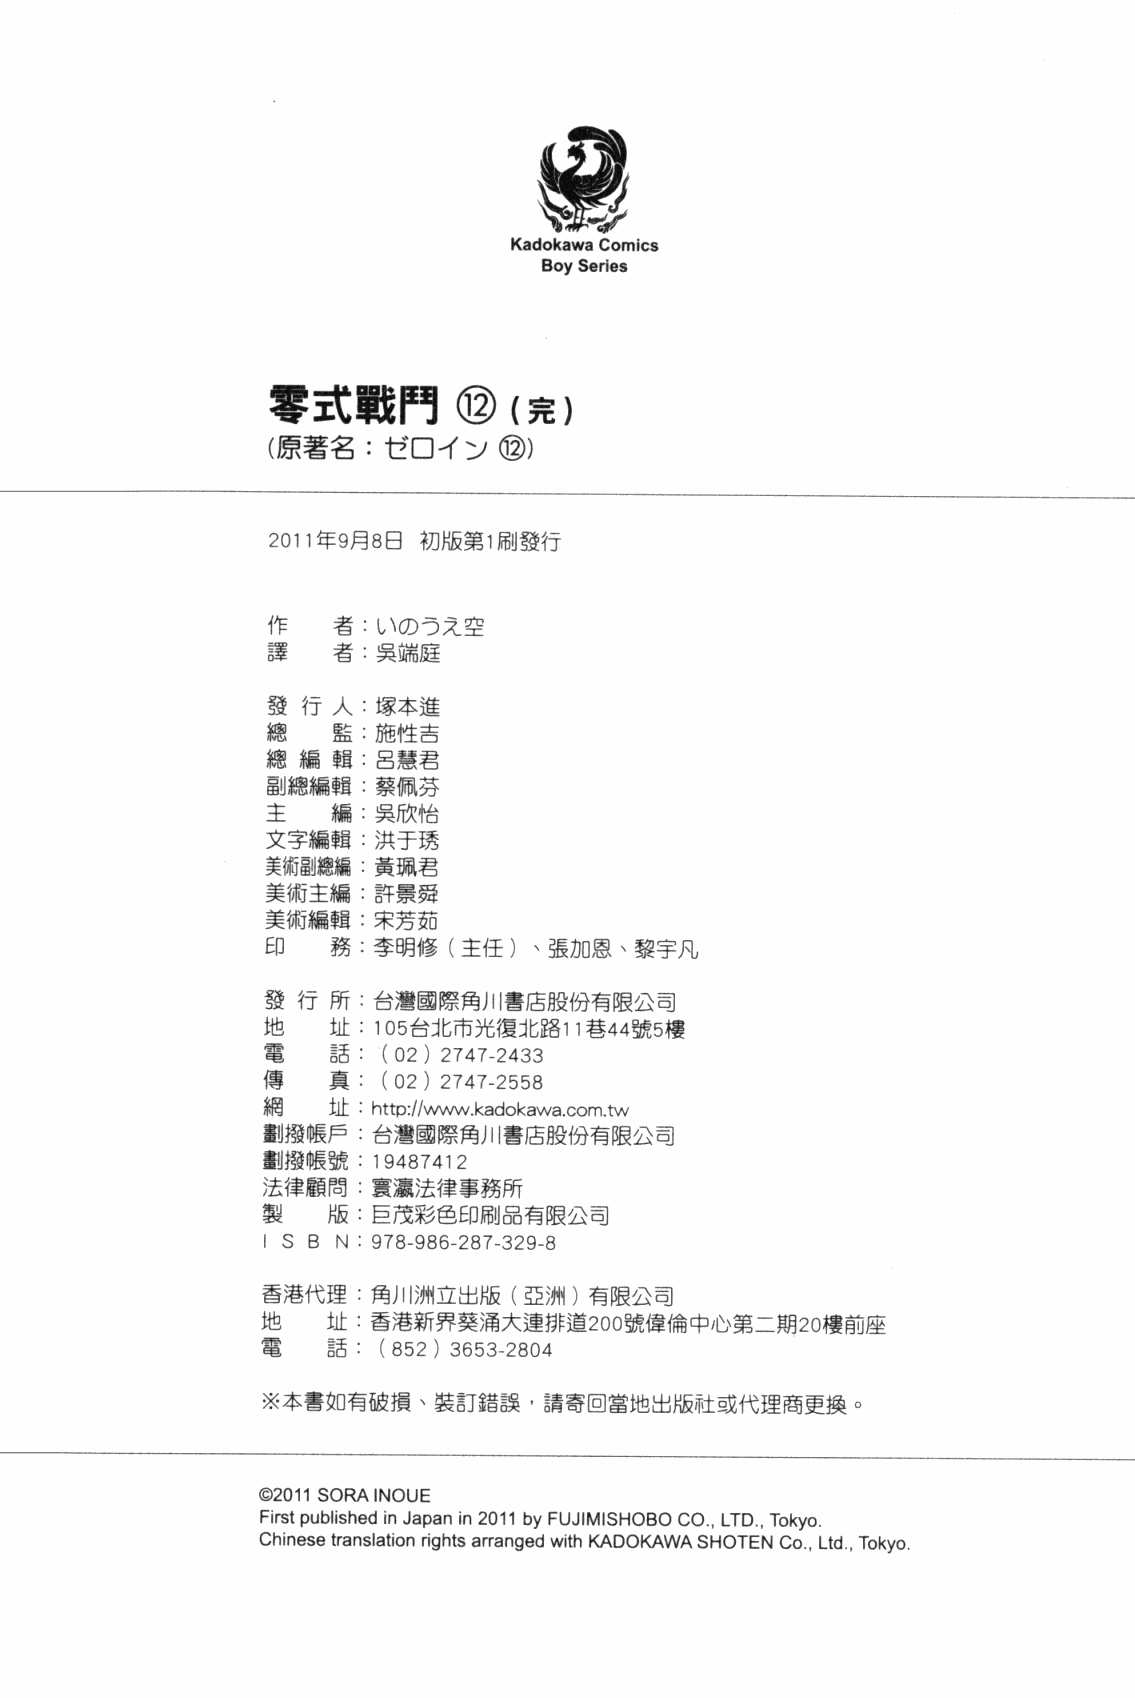 Kadokawa Comics
Boy Series
零式戰鬥 ⑫ (完)
(原著名：ゼロイン ⑫)
2011年9月8日 初版第1刷發行
作 者：いのうえ空
譯 者：吳端庭
發 行 人：塚本進
總 監：施性吉
總 編 輯：呂慧君
副總編輯：蔡佩芬
主 編：吳欣怡
文字編輯：洪于琇
美術副總編：黃珮君
美術主編：許景舜
美術編輯：宋芳茹
印 務：李明修（主任）、張加恩、黎宇凡
發 行 所：台灣國際角川書店股份有限公司
地 址：105台北市光復北路11巷44號5樓
電 話：（02）2747-2433
傳 真：（02）2747-2558
網 址：http://www.kadokawa.com.tw
劃撥帳戶：台灣國際角川書店股份有限公司
劃撥帳號：19487412
法律顧問：寰瀛法律事務所
製 版：巨茂彩色印刷品有限公司
I S B N：978-986-287-329-8
香港代理：角川洲立出版（亞洲）有限公司
地 址：香港新界葵涌大連排道200號偉倫中心第二期20樓前座
電 話：（852）3653-2804
※本書如有破損、裝訂錯誤，請寄回當地出版社或代理商更換。
©2011 SORA INOUE
First published in Japan in 2011 by FUJIMISHOBO CO., LTD., Tokyo.
Chinese translation rights arranged with KADOKAWA SHOTEN Co., Ltd., Tokyo.